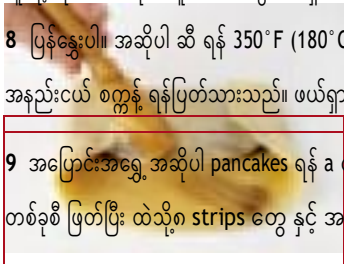 8 ပြန်နွှေးပါ။ အဆိုပါ ဆီ ရန် 350°F (180°C
အနည်းငယ် စက္ကန့် ရန်ပြတ်သားသည်။ ဖယ်ရှာ
9 အပြောင်းအရွှေ့ အဆိုပါ pancakes ရန် a
တစ်ခုစီ ဖြတ်ပြီး ထဲသို့၈ strips တွေ နှင့် အ